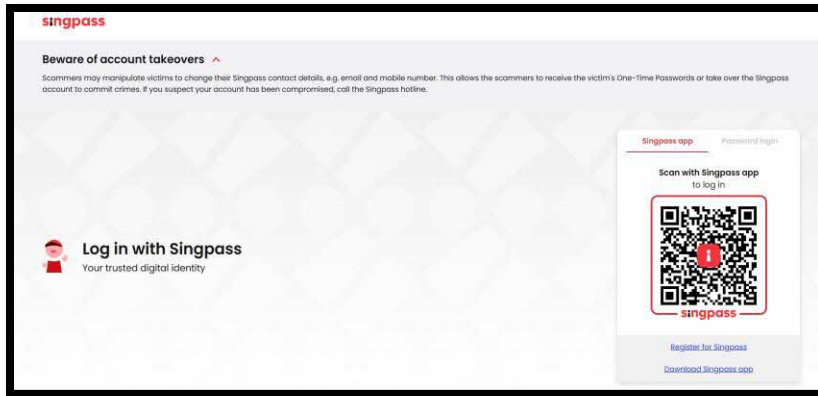 singpass
Beware of account takeovers
Scammers may manipulate victims to change their Singpass contact details, e.g. email and mobile number. This allows the scammers to receive the victim's One-Time Passwords or take over the Singpass
account to commit crimes. If you suspect your account has been compromised, call the Singpass hotline.
Singpass app Password login
Scan with Singpass app
to log in
Log in with Singpass
Your trusted digital identity
singpass
Register for Singpass
Download Singpass app